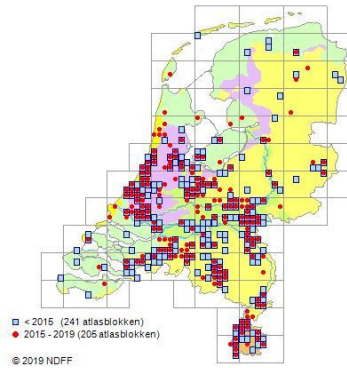 < 2015 (241 atlasblokken)
2015 - 2019 (205 atlasblokken)
© 2019 NDFF